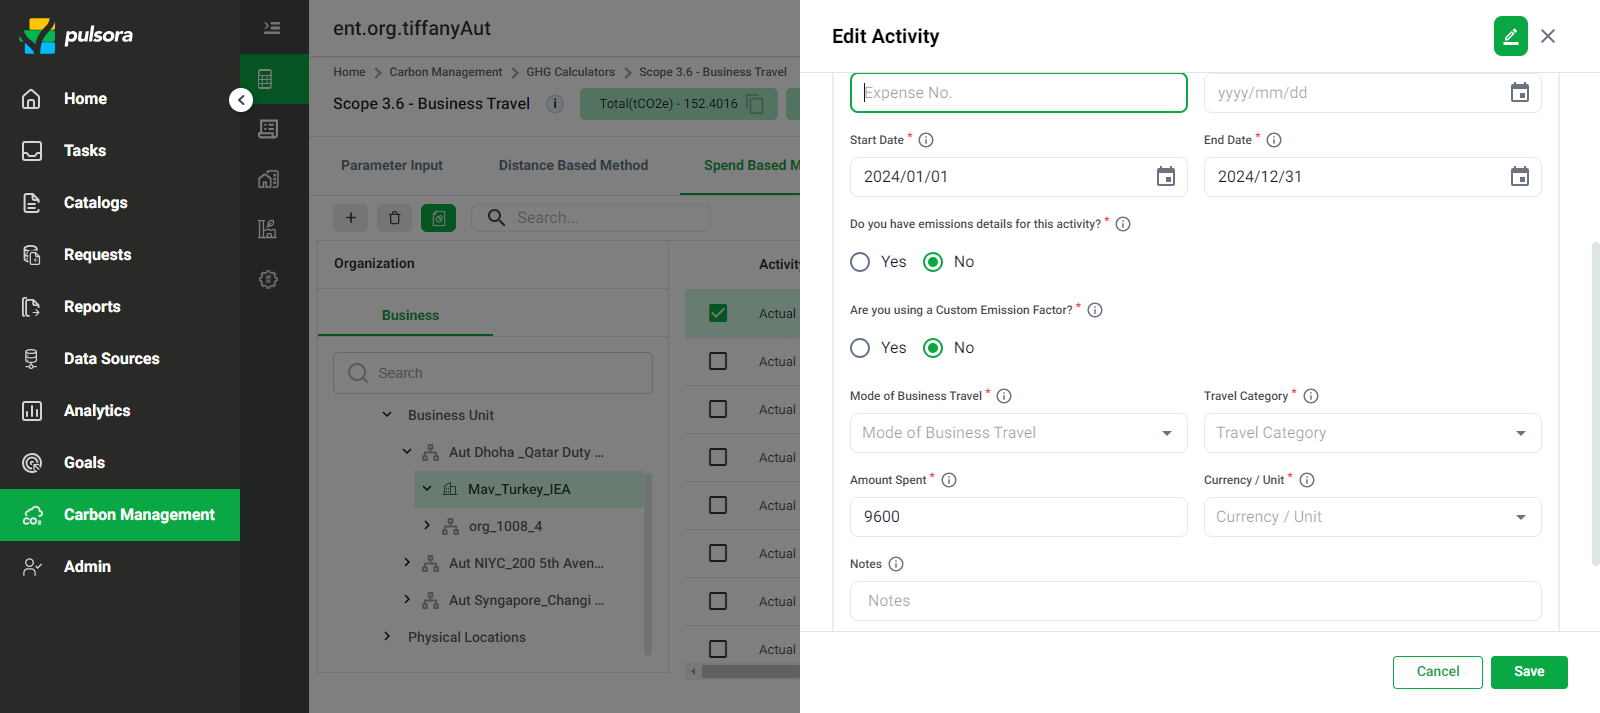 pulsora
Home
Tasks
Catalogs
Requests
Reports
Data Sources
Analytics
Goals
CO₂
Carbon Management
Admin
ent.org.tiffanyAut
Home > Carbon Management > GHG Calculators > Scope 3.6 - Business Travel
Scope 3.6 - Business Travel
Total(tCO2e) - 152.4016
Parameter Input
Distance Based Method
Spend Based M
Search...
Organization
Business
Search
Business Unit
Aut Dhoha _Qatar Duty ...
Mav_Turkey_IEA
org_1008_4
Aut NIYC_200 5th Aven...
Aut Syngapore_Changi ...
Physical Locations
Activity
Actual
Actual
Actual
Actual
Actual
Actual
Actual
Actual
Edit Activity
Expense No.
yyyy/mm/dd
Start Date *
End Date *
2024/01/01
2024/12/31
Do you have emissions details for this activity? *
Yes No
Are you using a Custom Emission Factor? *
Yes No
Mode of Business Travel *
Travel Category *
Mode of Business Travel
Travel Category
Amount Spent *
Currency / Unit *
9600
Currency / Unit
Notes
Notes
Cancel
Save